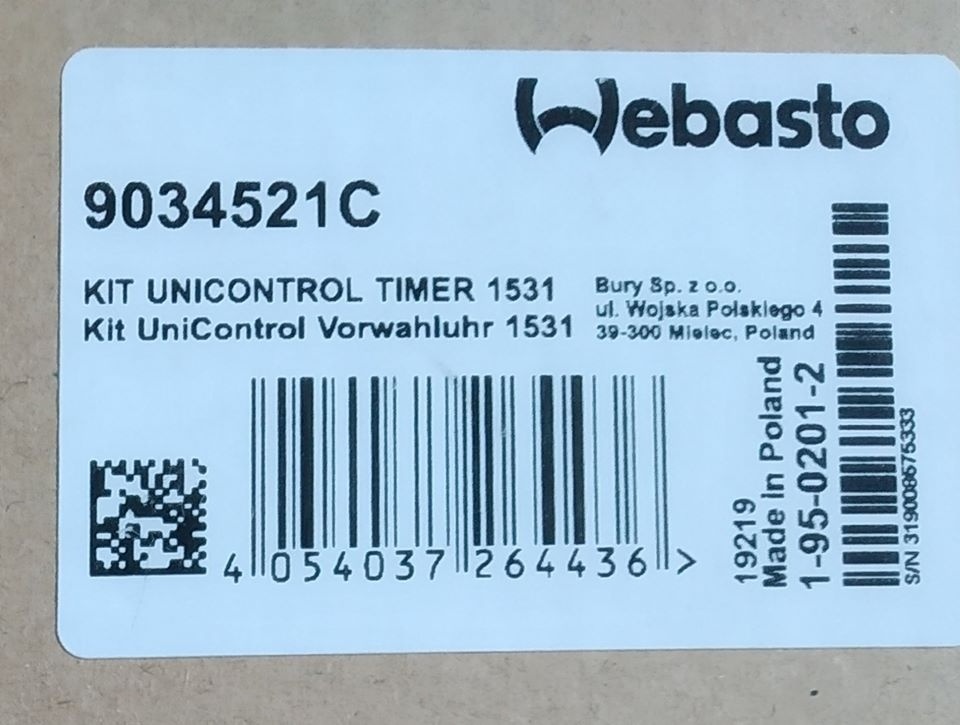 Webasto
9034521C
KIT UNICONTROL TIMER 1531
Kit UniControl Vorwahluhr 1531
Bury Sp. z o.o.
ul. Wojska Polskiego 4
39-300 Mielec, Poland
4 054037 264436 >
19219
Made in Poland
1-95-0201-2
S/N 319008675333